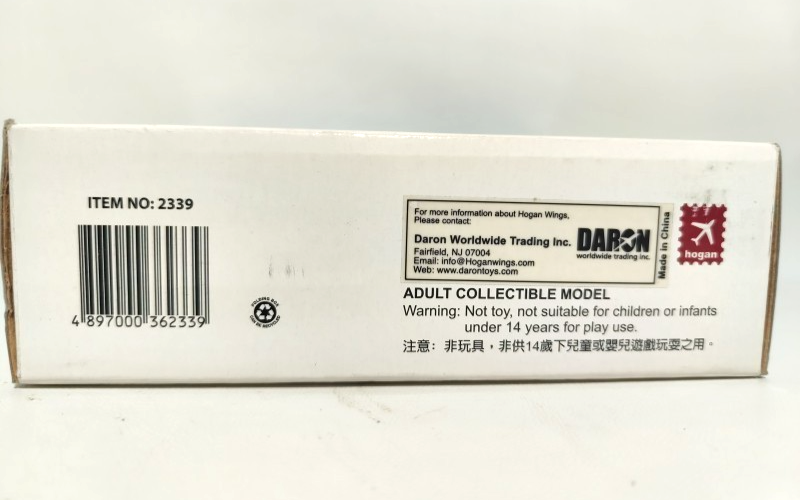 ITEM NO: 2339
4 897000 362339
For more information about Hogan Wings,
Please contact:
Daron Worldwide Trading Inc.
Fairfield, NJ 07004
Email: info@Hoganwings.com
Web: www.darontoys.com
DARON
worldwide trading inc.
Made in China
hogan
ADULT COLLECTIBLE MODEL
Warning: Not toy, not suitable for children or infants
under 14 years for play use.
注意: 非玩具，非供14歲下兒童或嬰兒遊戲玩耍之用。